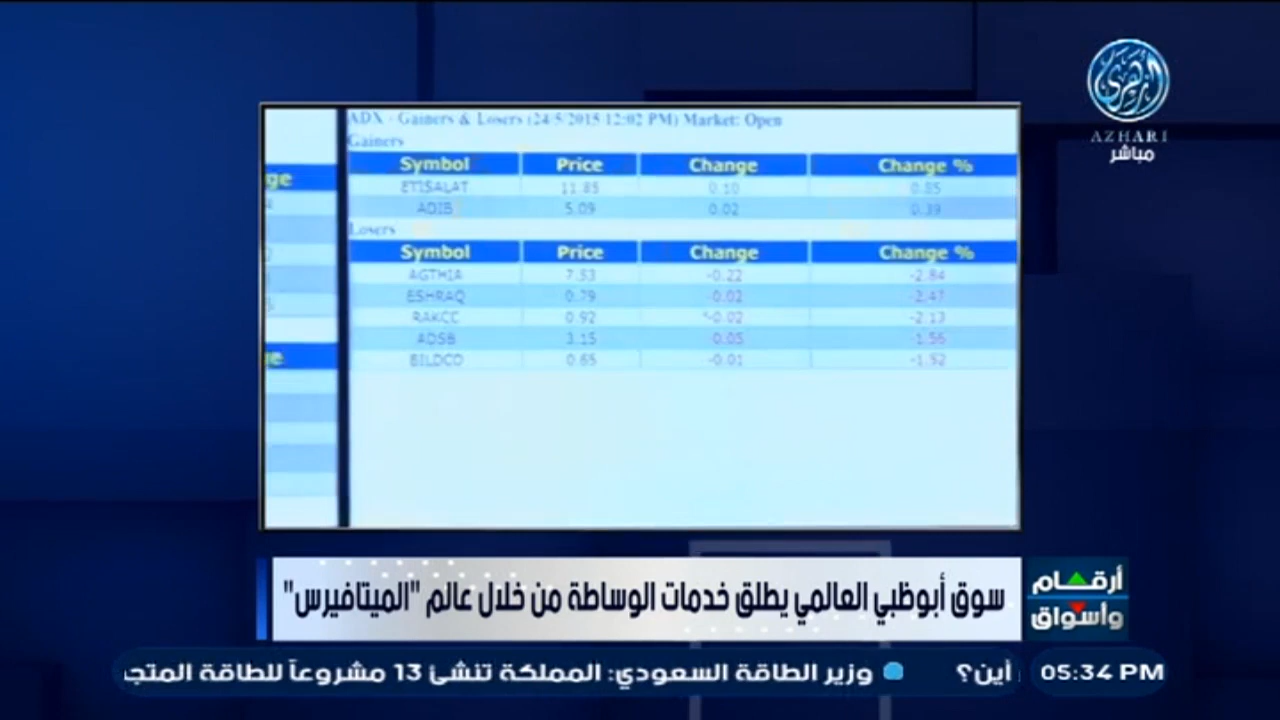 أزهري
AZHARI
مباشر
ADX - Gainers & Losers (24/5/2015 12:02 PM) Market: Open
Gainers
Symbol Price Change Change %
ETISALAT 11.85 0.10 0.85
ADIB 5.09 0.02 0.39
Losers
Symbol Price Change Change %
AGTHIA 7.53 -0.22 -2.84
ESHRAQ 0.79 -0.02 -2.47
RAKCC 0.92 -0.02 -2.13
ADSB 3.15 -0.05 -1.56
BILDCO 0.65 -0.01 -1.52
ge
ge
سوق أبوظبي العالمي يطلق خدمات الوساطة من خلال عالم "الميتافيرس"
أرقام
وأسواق
أين؟ وزير الطاقة السعودي: المملكة تنشئ 13 مشروعاً للطاقة المتجد
05:34 PM